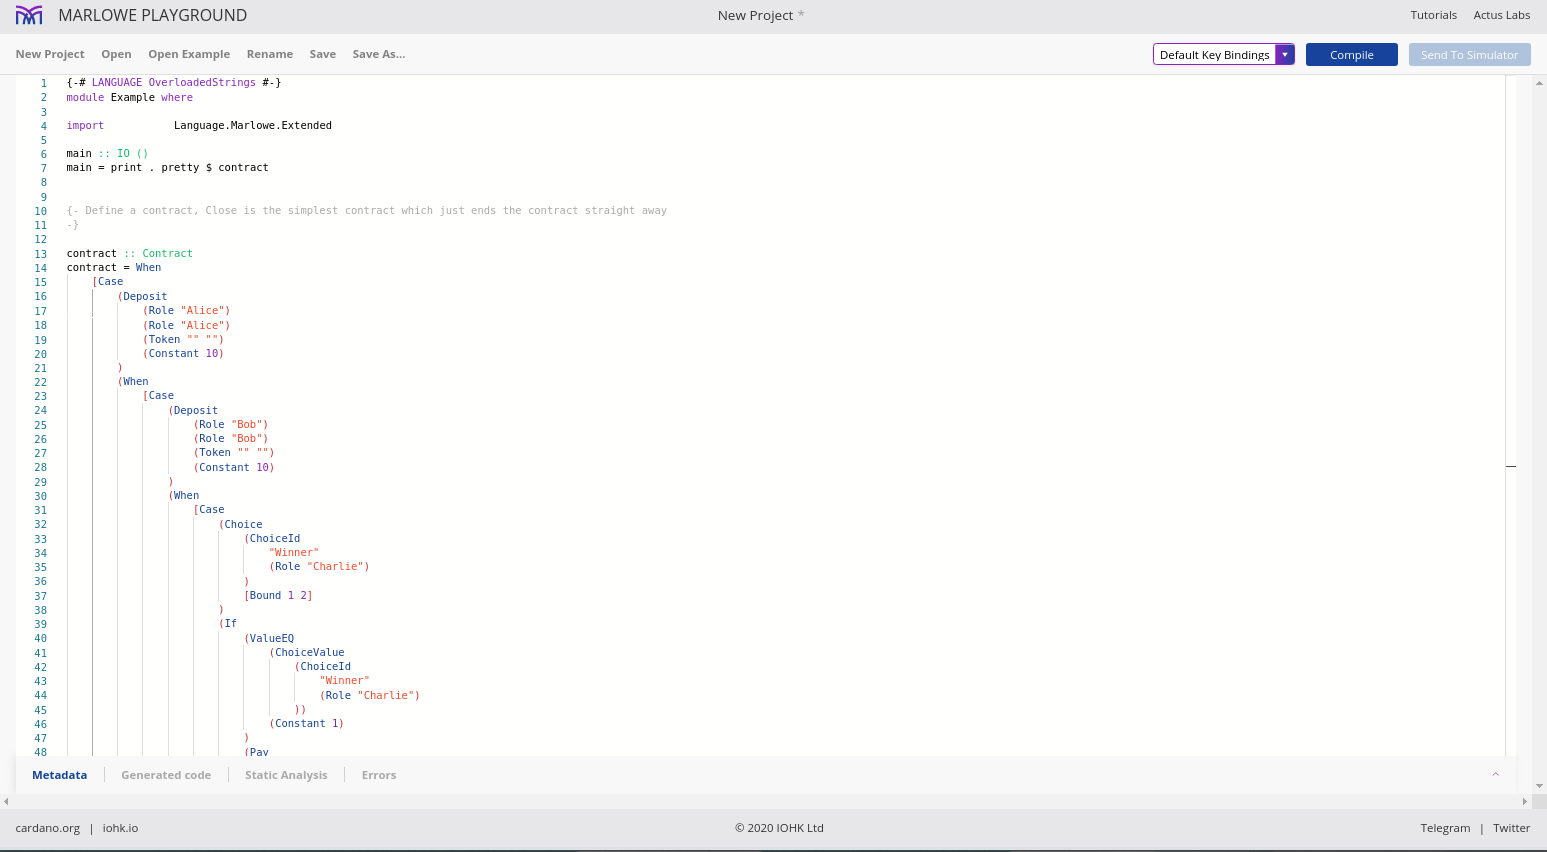 MARLOWE PLAYGROUND New Project * Tutorials Actus Labs
New Project Open Open Example Rename Save Save As... Default Key Bindings Compile Send To Simulator
1 {-# LANGUAGE OverloadedStrings #-}
2 module Example where
3
4 import           Language.Marlowe.Extended
5
6 main :: IO ()
7 main = print . pretty $ contract
8
9
10 {- Define a contract, Close is the simplest contract which just ends the contract straight away
11 -}
12
13 contract :: Contract
14 contract = When
15     [Case
16         (Deposit
17             (Role "Alice")
18             (Role "Alice")
19             (Token "" "")
20             (Constant 10)
21         )
22         (When
23             [Case
24                 (Deposit
25                     (Role "Bob")
26                     (Role "Bob")
27                     (Token "" "")
28                     (Constant 10)
29                 )
30                 (When
31                     [Case
32                         (Choice
33                             (ChoiceId
34                                 "Winner"
35                                 (Role "Charlie")
36                             )
37                             [Bound 1 2]
38                         )
39                         (If
40                             (ValueEQ
41                                 (ChoiceValue
42                                     (ChoiceId
43                                         "Winner"
44                                         (Role "Charlie")
45                                     ))
46                                 (Constant 1)
47                             )
48                             (Pay
Metadata Generated code Static Analysis Errors
cardano.org | iohk.io © 2020 IOHK Ltd Telegram | Twitter